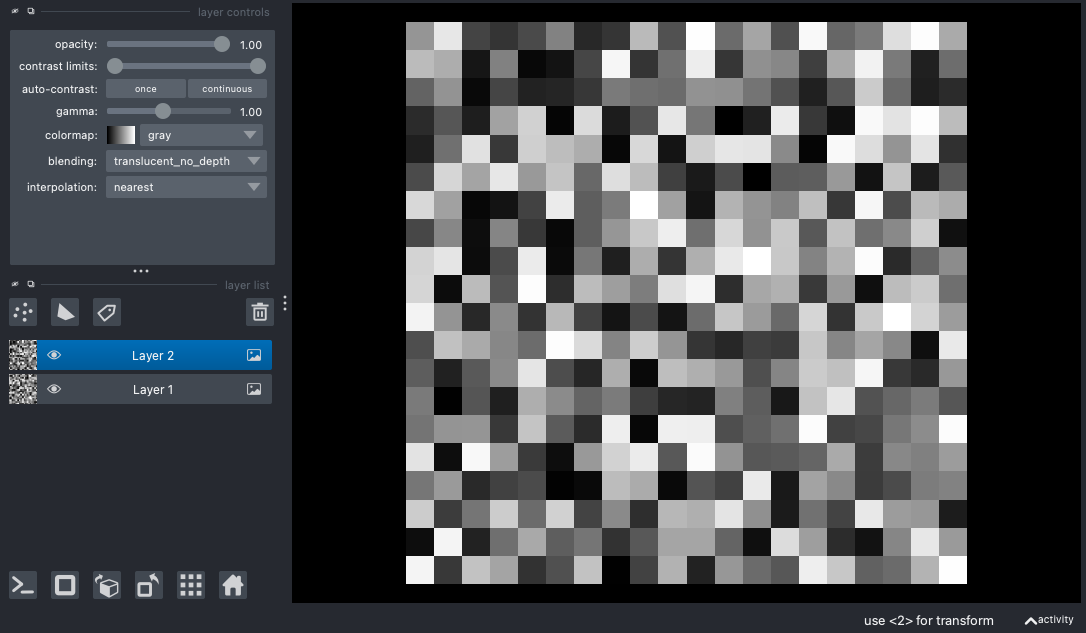 layer controls
opacity: 1.00
contrast limits:
auto-contrast: once continuous
gamma: 1.00
colormap: gray
blending: translucent_no_depth
interpolation: nearest
layer list
Layer 2
Layer 1
use <2> for transform activity